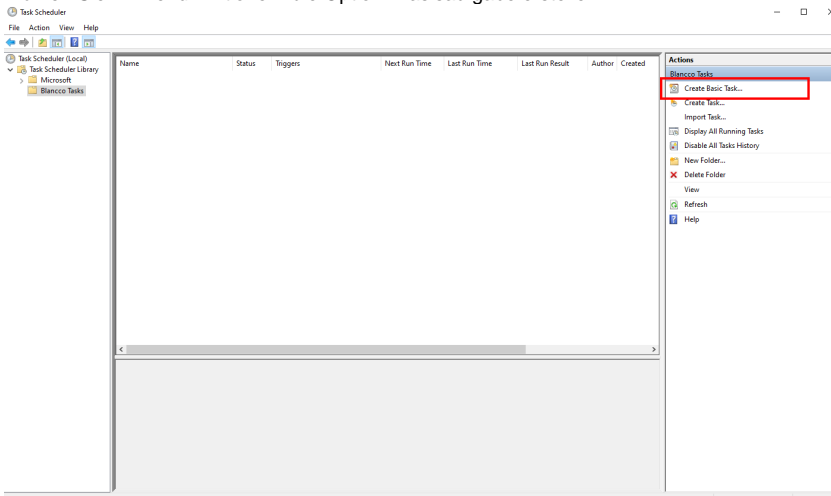 Task Scheduler
File Action View Help
Task Scheduler (Local)
Task Scheduler Library
Microsoft
Blancco Tasks
Name Status Triggers Next Run Time Last Run Time Last Run Result Author Created
Actions
Blancco Tasks
Create Basic Task...
Create Task...
Import Task...
Display All Running Tasks
Disable All Tasks History
New Folder...
Delete Folder
View
Refresh
Help